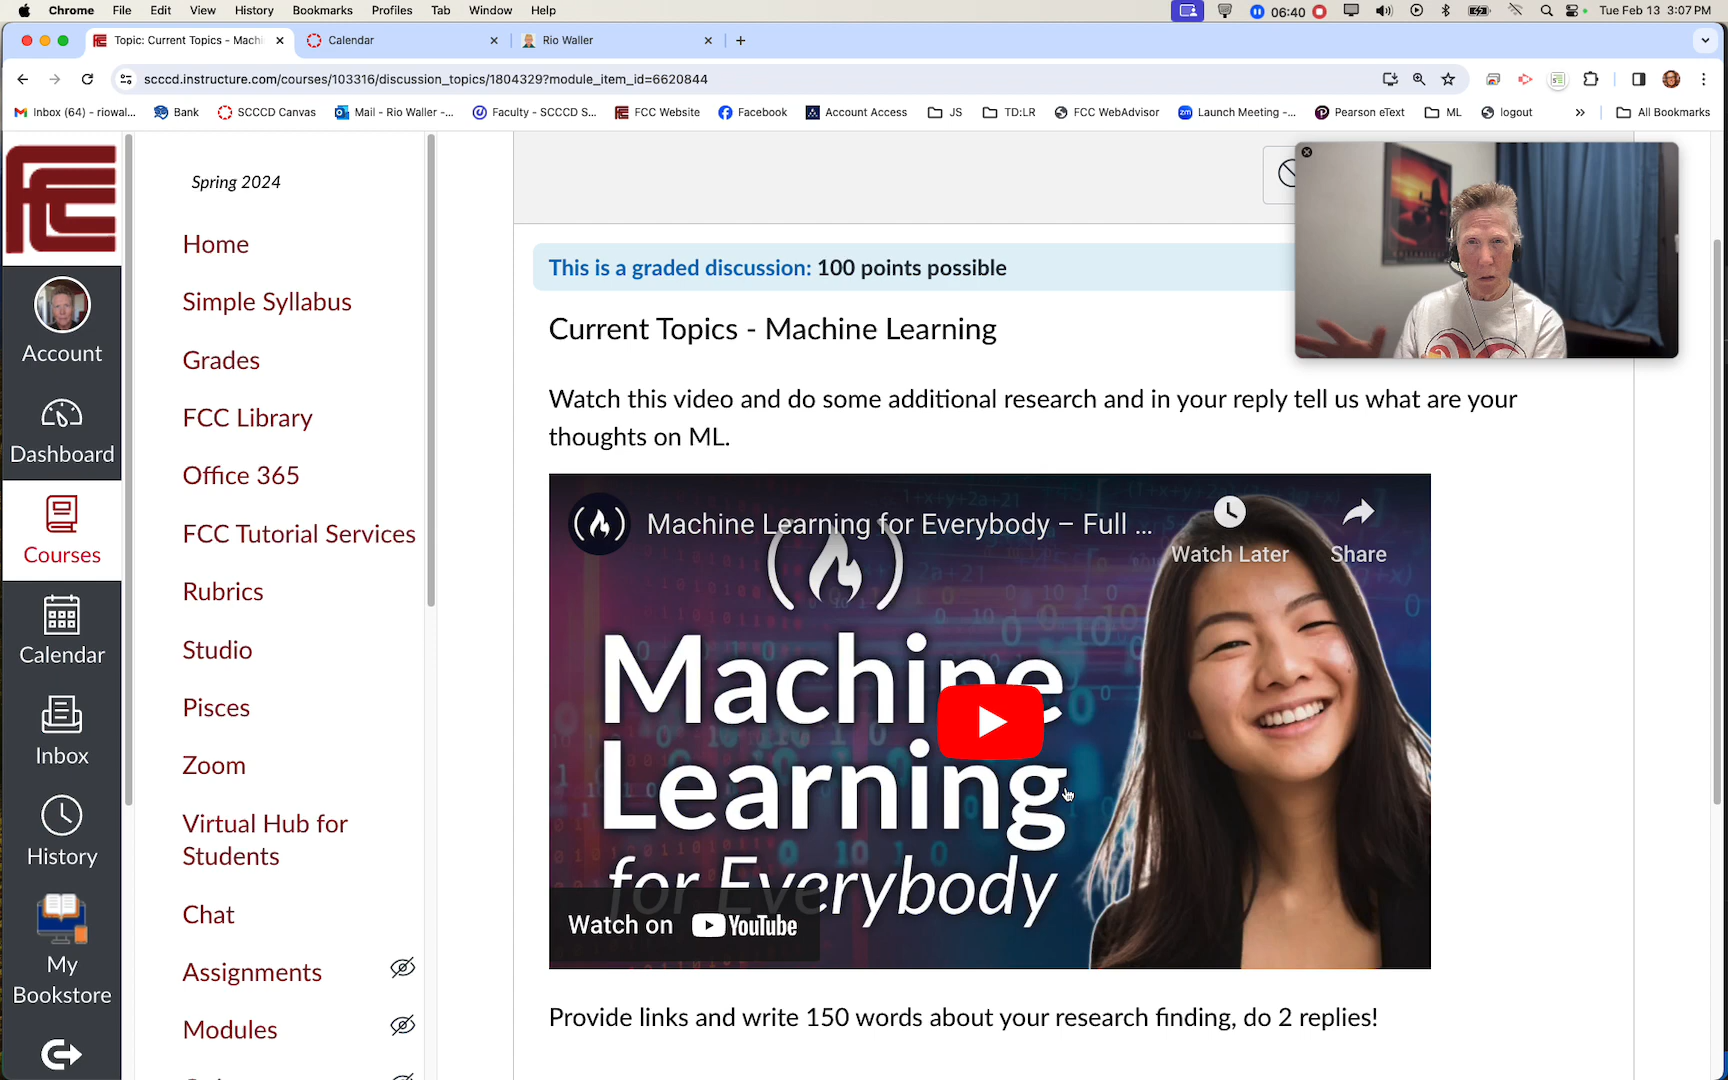 Chrome File Edit View History Bookmarks Profiles Tab Window Help 06:40 Tue Feb 13 3:07 PM
Topic: Current Topics - Machi Calendar Rio Waller
scccd.instructure.com/courses/103316/discussion_topics/1804329?module_item_id=6620844
Inbox (64) - riowal... Bank SCCCD Canvas Mail - Rio Waller -... Faculty - SCCCD S... FCC Website Facebook Account Access JS TD:LR FCC WebAdvisor Launch Meeting -... Pearson eText ML logout » All Bookmarks
Account
Dashboard
Courses
Calendar
Inbox
History
My
Bookstore
Spring 2024
Home
Simple Syllabus
Grades
FCC Library
Office 365
FCC Tutorial Services
Rubrics
Studio
Pisces
Zoom
Virtual Hub for
Students
Chat
Assignments
Modules
This is a graded discussion: 100 points possible
Current Topics - Machine Learning
Watch this video and do some additional research and in your reply tell us what are your
thoughts on ML.
Machine Learning for Everybody – Full ...
Watch Later Share
Machine
Learning
for Everybody
Watch on YouTube
Provide links and write 150 words about your research finding, do 2 replies!